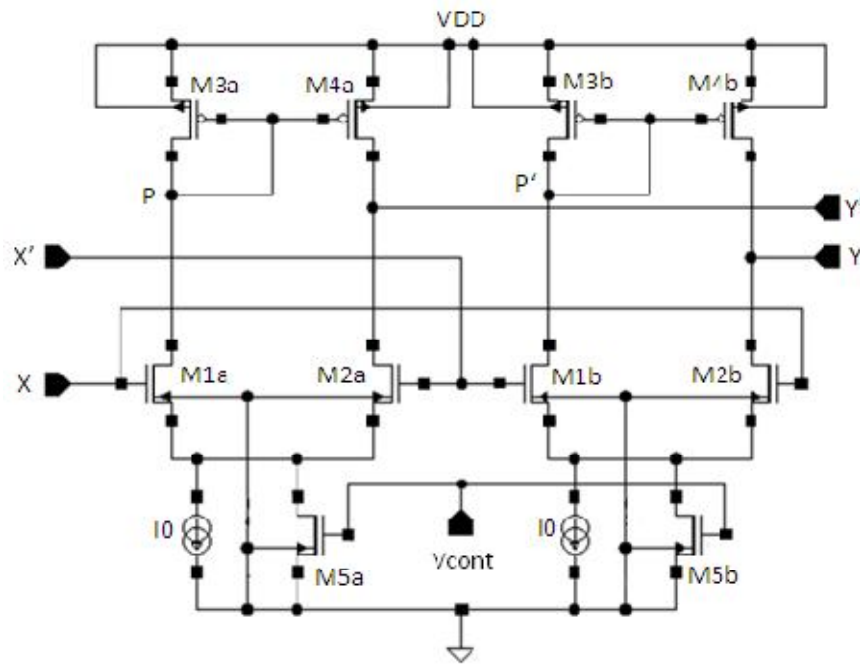 VDD
M3a
M4a
M3b
M4b
P
P'
Y'
X'
Y
X
M1a
M2a
M1b
M2b
I0
M5a
Vcont
I0
M5b